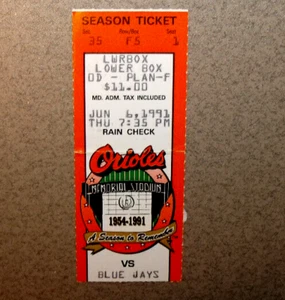 SEASON TICKET
Sec. Row/Box Seat
35 F5 1
LWRBOX
LOWER BOX
OD - PLAN-F
$11.00
MD. ADM. TAX INCLUDED
JUN 6,1991
THU 7:35 PM
RAIN CHECK
Orioles
MEMORIAL STADIUM
1954-1991
A Season to Remember
VS
BLUE JAYS